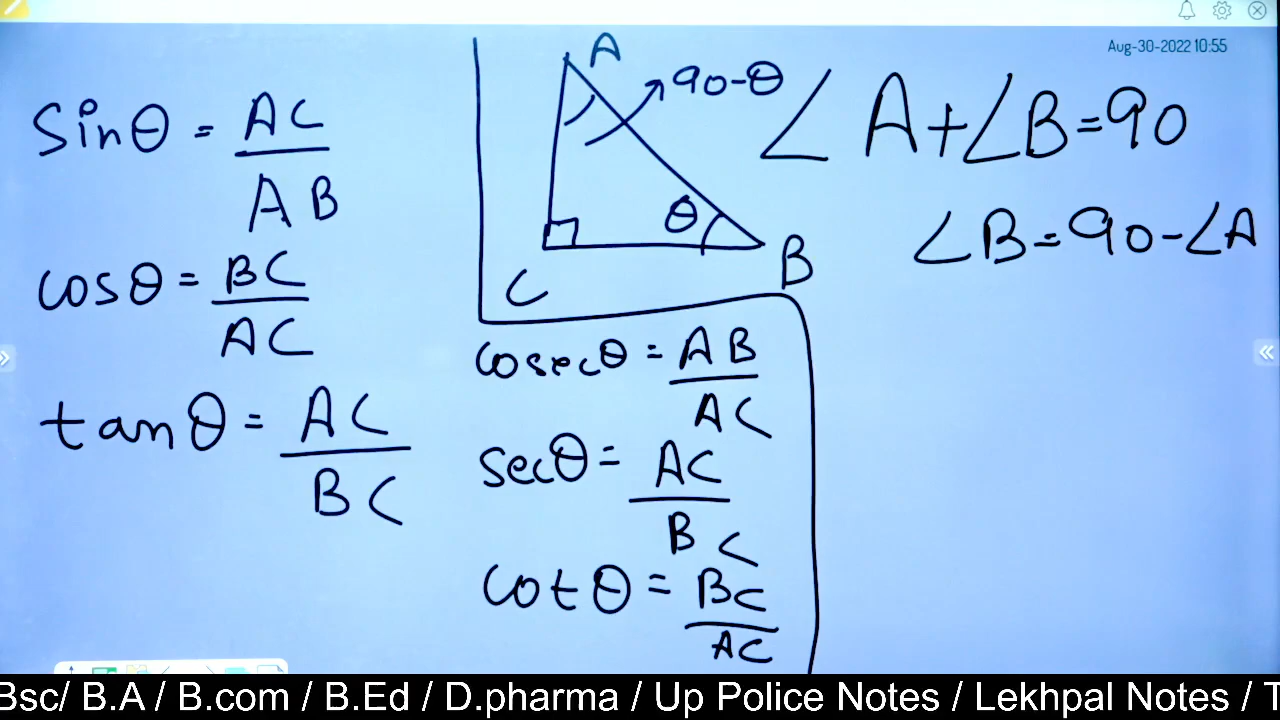 Aug-30-2022 10:55
sinθ = AC/AB
cosθ = BC/AC
tanθ = AC/BC
A
90-θ
θ
C
B
∠A+∠B=90
∠B=90-∠A
cosecθ = AB/AC
secθ = AC/BC
cotθ = BC/AC
Bsc/ B.A / B.com / B.Ed / D.pharma / Up Police Notes / Lekhpal Notes / T